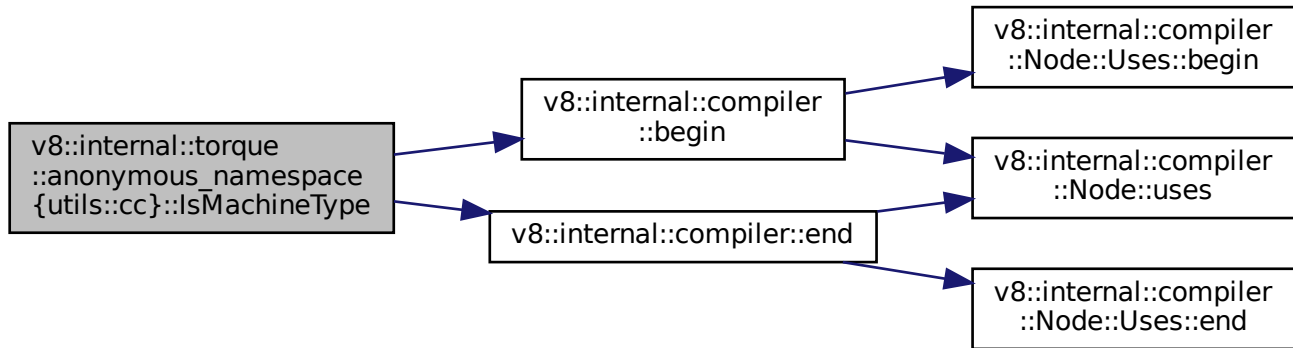 v8::internal::torque
::anonymous_namespace
{utils::cc}::IsMachineType
v8::internal::compiler
::begin
v8::internal::compiler::end
v8::internal::compiler
::Node::Uses::begin
v8::internal::compiler
::Node::uses
v8::internal::compiler
::Node::Uses::end